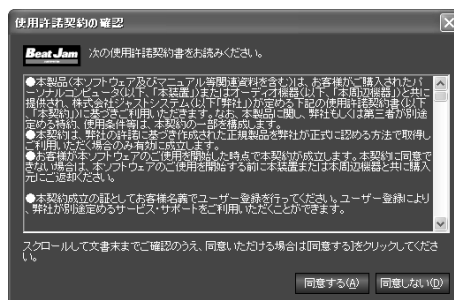 使用許諾契約の確認
Beat Jam 次の使用許諾契約書をお読みください。
●本製品(本ソフトウェア及びマニュアル等関連資料を含む)は、お客様がご購入されたパ
ーソナルコンピュータ(以下、「本装置」)またはオーディオ機器(以下、「本周辺機器」)と共に
提供され、株式会社ジャストシステム(以下「弊社」)が定める下記の使用許諾契約書(以下、
「本契約」)に基づきご利用いただきます。なお、本製品に関し、弊社もしくは第三者が別途
定める特約、使用条件等は、本契約の一部を構成します。
●本契約は、弊社の許諾に基づき作成された正規製品を弊社が正式に認める方法で取得し
ご利用いただく場合のみ有効に成立します。
●お客様が本ソフトウェアのご使用を開始した時点で本契約が成立します。本契約に同意で
きない場合は、本ソフトウェアのご使用を開始する前に本装置または本周辺機器と共に購入
元にご返却ください。
●本契約成立の証としてお客様名義でユーザー登録を行ってください。ユーザー登録により
、弊社が別途定めるサービス・サポートをご利用いただくことができます。
スクロールして文書末までご確認のうえ、同意いただける場合は[同意する]をクリックしてくださ
い。
同意する(A) 同意しない(D)